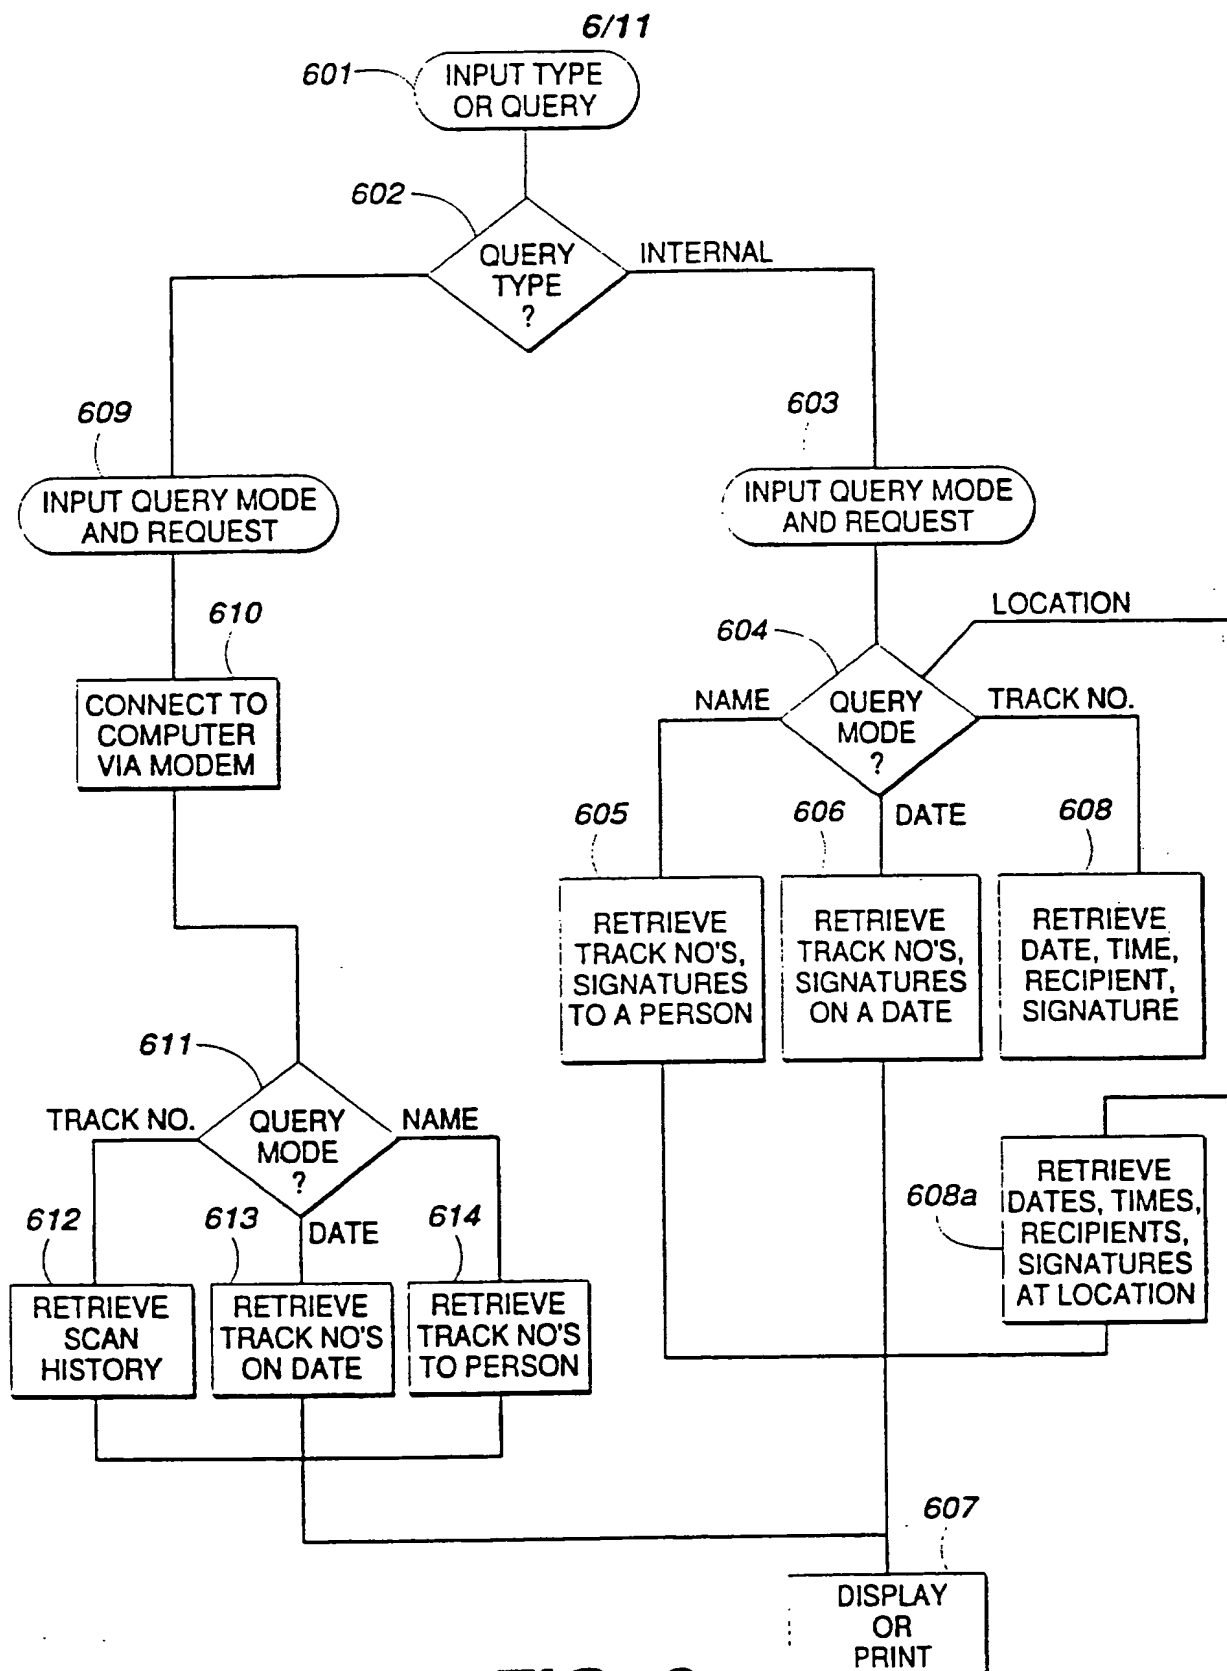 6/11
601
INPUT TYPE
OR QUERY
602
QUERY
TYPE
?
INTERNAL
609
INPUT QUERY MODE
AND REQUEST
603
INPUT QUERY MODE
AND REQUEST
610
CONNECT TO
COMPUTER
VIA MODEM
604
QUERY
MODE
?
LOCATION
NAME
TRACK NO.
DATE
605
RETRIEVE
TRACK NO'S,
SIGNATURES
TO A PERSON
606
RETRIEVE
TRACK NO'S,
SIGNATURES
ON A DATE
608
RETRIEVE
DATE, TIME,
RECIPIENT,
SIGNATURE
611
TRACK NO.
QUERY
MODE
?
NAME
DATE
608a
RETRIEVE
DATES, TIMES,
RECIPIENTS,
SIGNATURES
AT LOCATION
612
RETRIEVE
SCAN
HISTORY
613
RETRIEVE
TRACK NO'S
ON DATE
614
RETRIEVE
TRACK NO'S
TO PERSON
607
DISPLAY
OR
PRINT